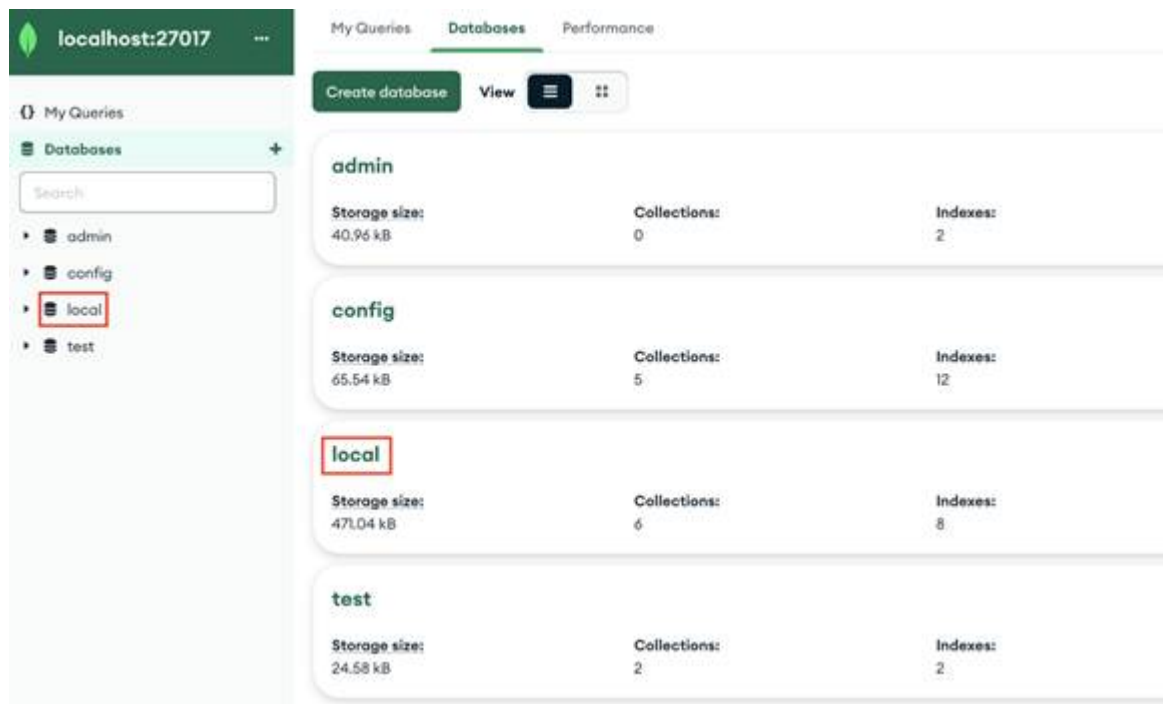 localhost:27017 ...
My Queries
Databases +
Search
admin
config
local
test
My Queries Databases Performance
Create database View
admin
Storage size: Collections: Indexes:
40.96 kB 0 2
config
Storage size: Collections: Indexes:
65.54 kB 5 12
local
Storage size: Collections: Indexes:
471.04 kB 6 8
test
Storage size: Collections: Indexes:
24.58 kB 2 2